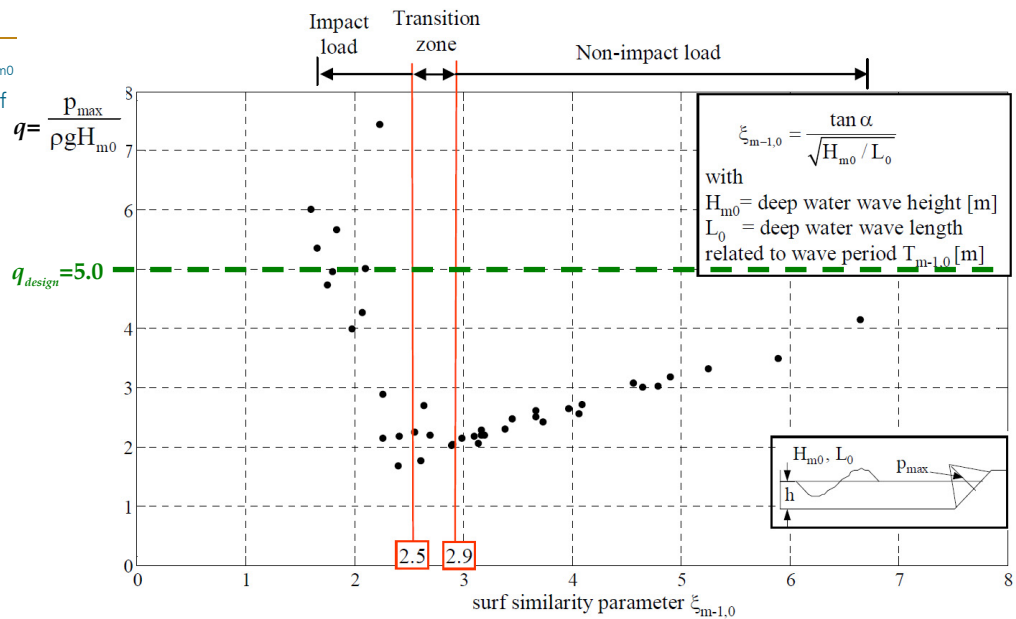 Impact
load
Transition
zone
Non-impact load
m0
f
q= p_max / ρgH_m0
8
7
6
q_design=5.0
4
3
2
1
0
ξ_m-1,0 = tan α / √(H_m0 / L_0)
with
H_m0= deep water wave height [m]
L_0 = deep water wave length
related to wave period T_m-1,0 [m]
H_m0, L_0
p_max
h
2.5
2.9
0 1 2 3 4 5 6 7 8
surf similarity parameter ξ_m-1,0